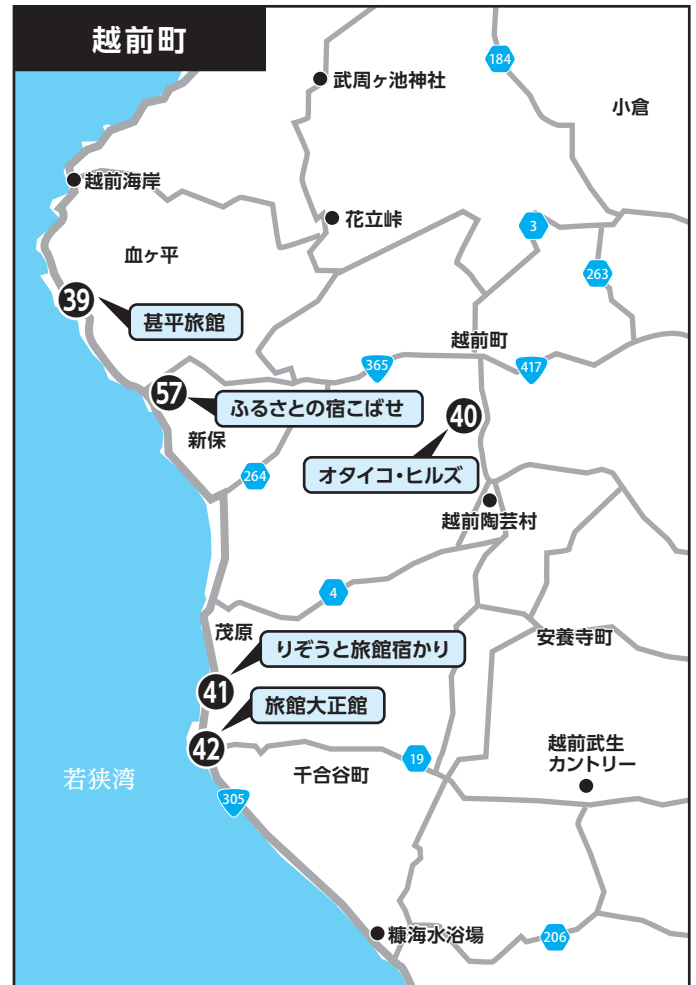 越前町
武周ヶ池神社
184
小倉
越前海岸
花立峠
3
血ヶ平
263
39
甚平旅館
越前町
365
417
57
ふるさとの宿こばせ
40
新保
264
オタイコ・ヒルズ
越前陶芸村
4
茂原
安養寺町
りぞうと旅館宿かり
41
旅館大正館
42
越前武生
カントリー
19
千合谷町
若狭湾
305
糠海水浴場
206